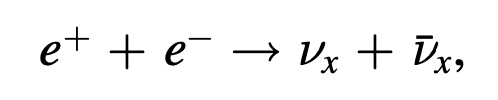 e⁺ + e⁻ → νₓ + ν̄ₓ,